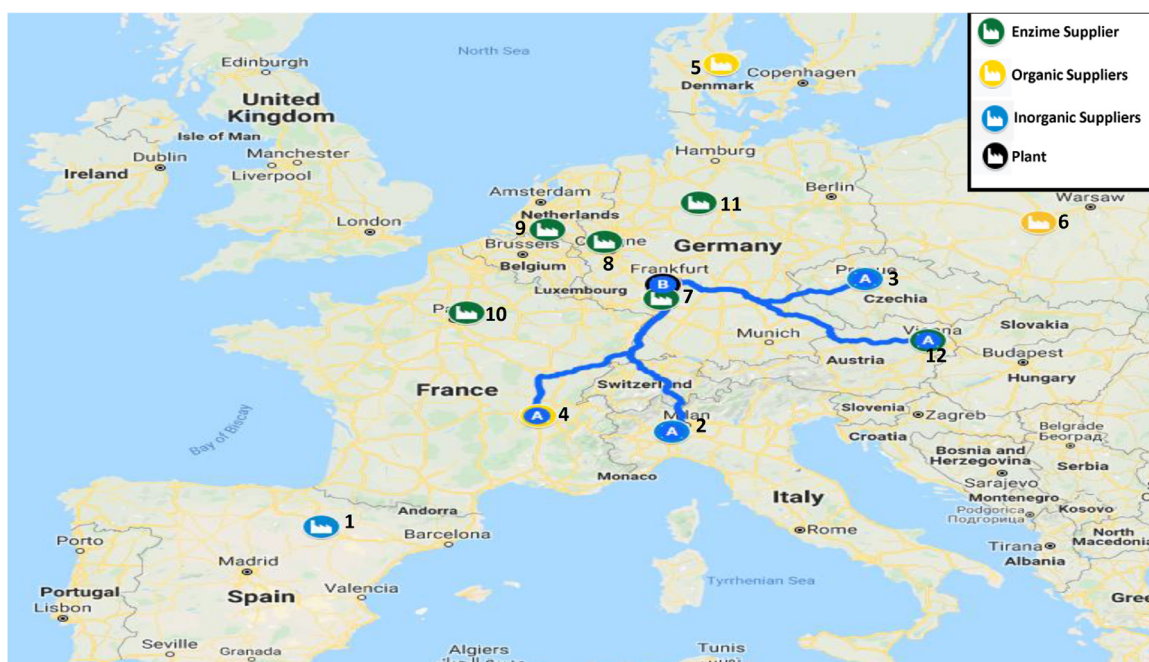 North Sea
Edinburgh
United
Kingdom
Isle of Man
Dublin
Ireland
Manchester
Liverpool
London
5
Denmark
Copenhagen
Hamburg
Amsterdam
Netherlands
9
Brussels
Belgium
8
11
Berlin
Germany
Warsaw
6
Frankfurt
B
7
Luxembourg
A
3
Czechia
10
Munich
Vienna
A
12
Austria
Slovakia
Budapest
Hungary
France
Switzerland
A
4
Milan
A
2
Bay of Biscay
Slovenia
Zagreb
Croatia
Belgrade
Београд
Bosnia and
Herzegovina
Serbia
Sarajevo
Monaco
Italy
Montenegro
Podgorica
Подгорица
Kosovo
North
Macedonia
Andorra
1
Barcelona
Porto
Madrid
Valencia
Portugal
Lisbon
Spain
Seville
Granada
Rome
Tirana
Albania
Tyrrhenian Sea
Gree
Algiers
Tunis
Enzime Supplier
Organic Suppliers
Inorganic Suppliers
Plant